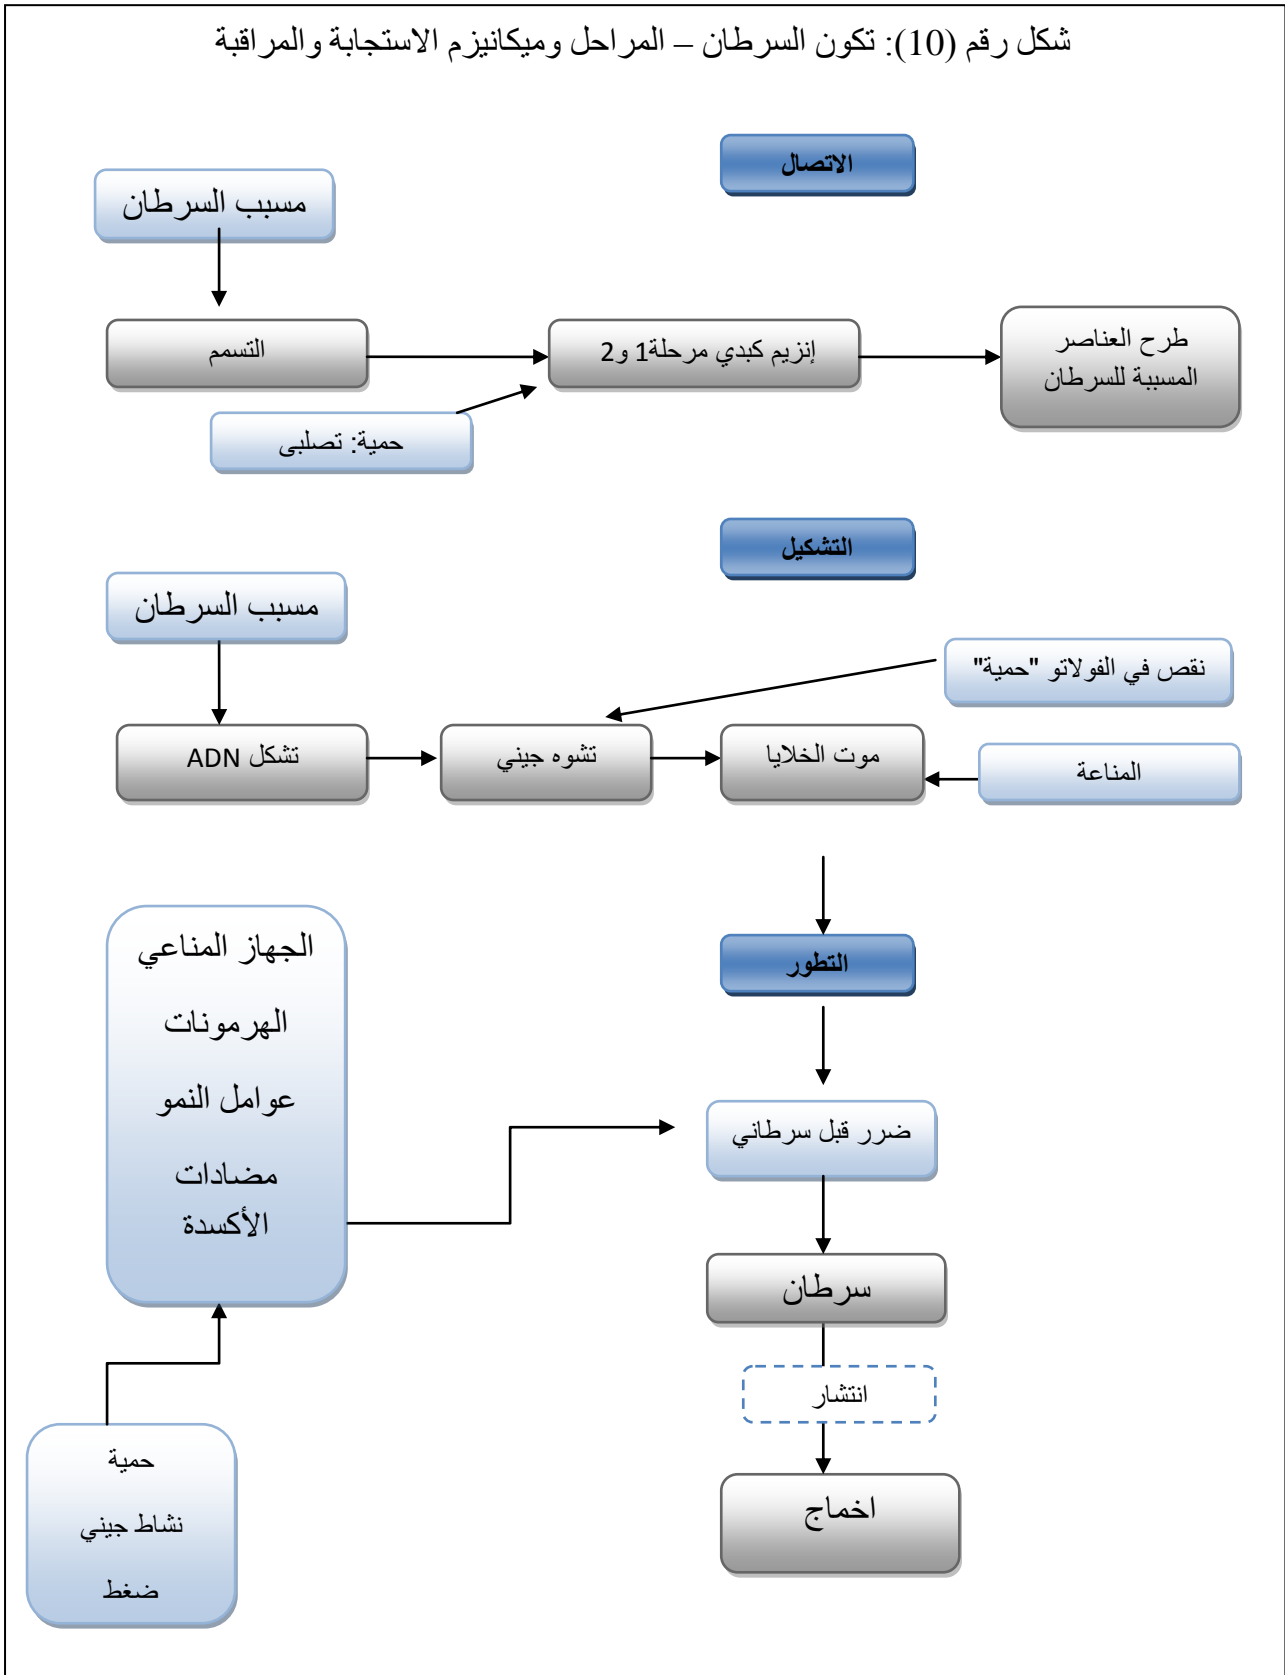 شكل رقم (10): تكون السرطان – المراحل وميكانيزم الاستجابة والمراقبة
الاتصال
مسبب السرطان
التسمم
إنزيم كبدي مرحلة1 و2
طرح العناصر
المسببة للسرطان
حمية: تصلبى
التشكيل
مسبب السرطان
نقص في الفولاتو "حمية"
تشكل ADN
تشوه جيني
موت الخلايا
المناعة
التطور
الجهاز المناعي
الهرمونات
عوامل النمو
مضادات
الأكسدة
ضرر قبل سرطاني
سرطان
انتشار
اخماج
حمية
نشاط جيني
ضغط